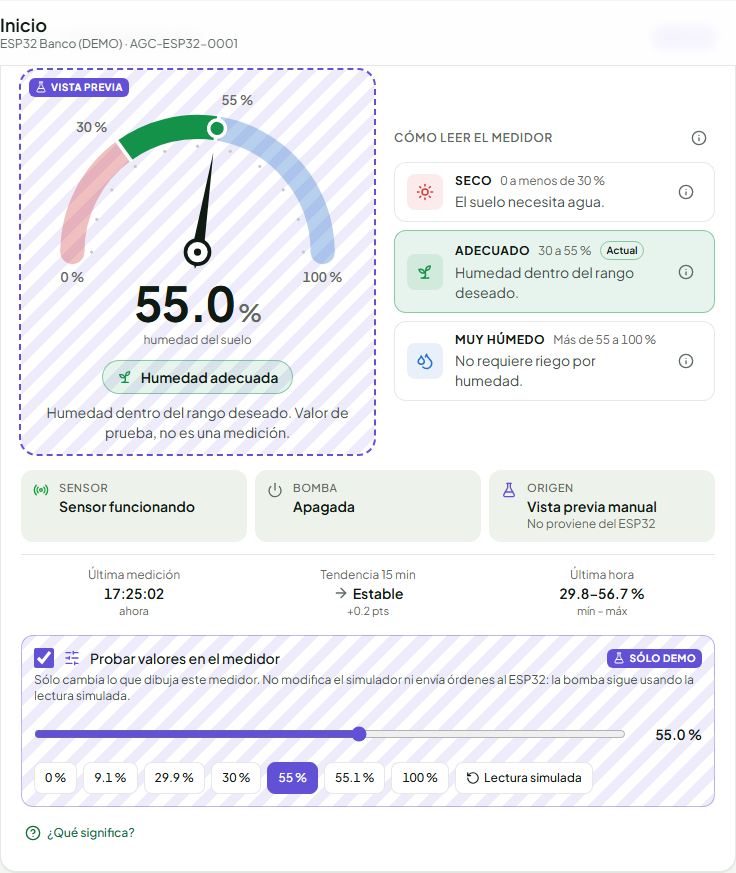 Inicio
ESP32 Banco (DEMO) · AGC-ESP32-0001
VISTA PREVIA
55 %
30 %
0 %
100 %
55.0 %
humedad del suelo
Humedad adecuada
Humedad dentro del rango deseado. Valor de
prueba, no es una medición.
CÓMO LEER EL MEDIDOR
SECO 0 a menos de 30 %
El suelo necesita agua.
ADECUADO 30 a 55 % Actual
Humedad dentro del rango
deseado.
MUY HÚMEDO Más de 55 a 100 %
No requiere riego por
humedad.
SENSOR
Sensor funcionando
BOMBA
Apagada
ORIGEN
Vista previa manual
No proviene del ESP32
Última medición
17:25:02
ahora
Tendencia 15 min
→ Estable
+0.2 pts
Última hora
29.8–56.7 %
mín – máx
Probar valores en el medidor
SÓLO DEMO
Sólo cambia lo que dibuja este medidor. No modifica el simulador ni envía órdenes al ESP32: la bomba sigue usando la
lectura simulada.
55.0 %
0 % 9.1 % 29.9 % 30 % 55 % 55.1 % 100 % Lectura simulada
¿Qué significa?